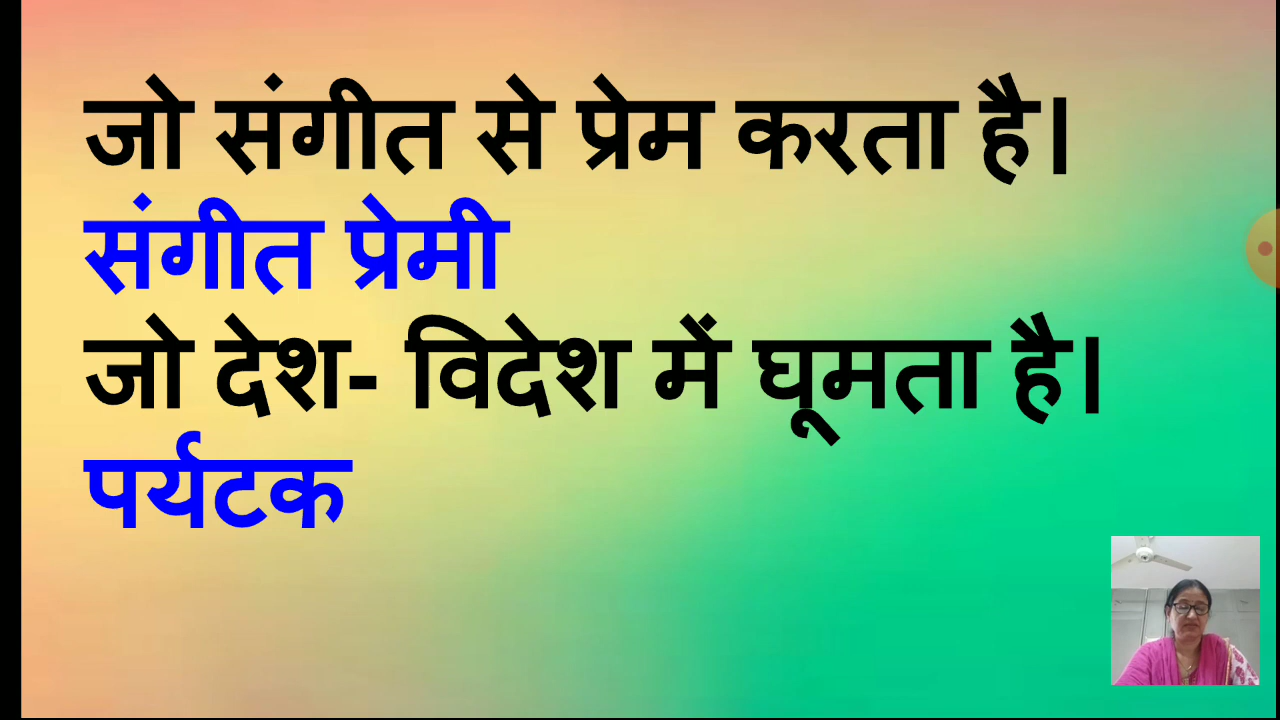 जो संगीत से प्रेम करता है।
संगीत प्रेमी
जो देश- विदेश में घूमता है।
पर्यटक